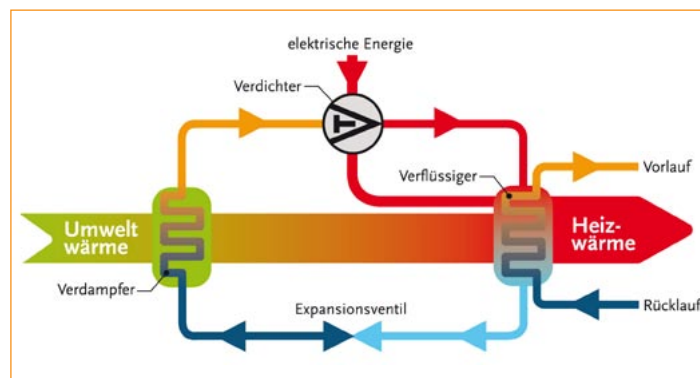 elektrische Energie
Verdichter
Verflüssiger
Vorlauf
Umwelt
wärme
Heiz-
wärme
Verdampfer
Expansionsventil
Rücklauf